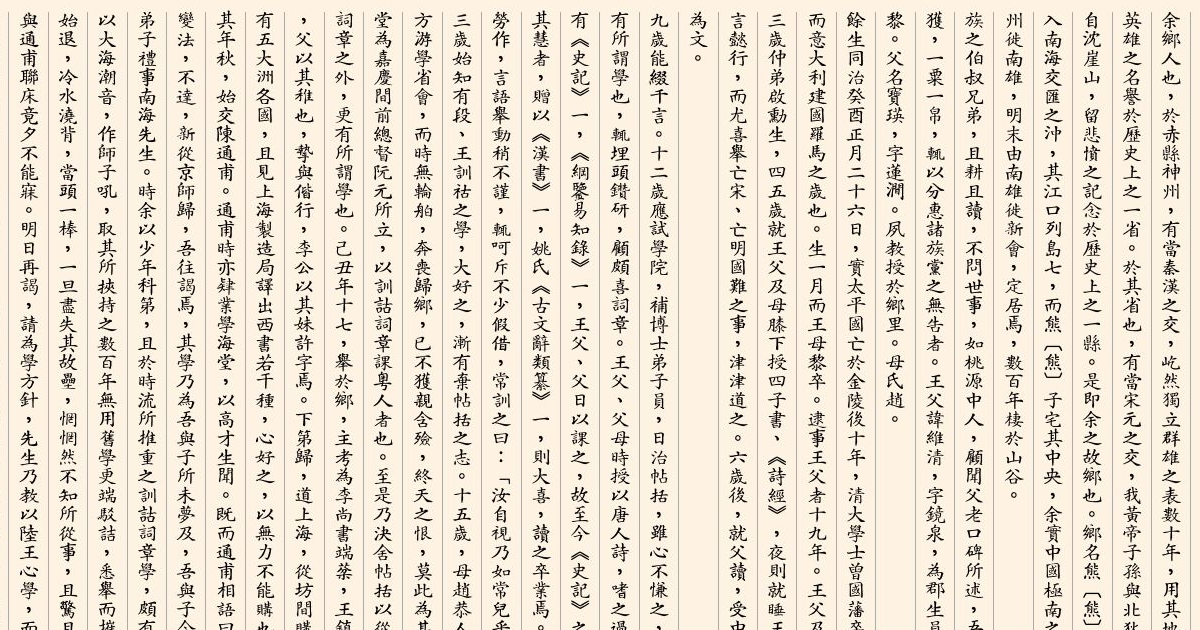 余鄉人也，於赤縣神州，有當秦漢之交，屹然獨立群雄之表數十年，用其地
英雄之名譽於歷史上之一省。於其省也，有當宋元之交，我黃帝子孫與北狄
自沈崖山，留悲憤之記念於歷史上之一縣。是即余之故鄉也。鄉名熊〔熊〕
入南海交匯之沖，其江口列島七，而熊〔熊〕子宅其中央，余實中國極南之
州徙南雄，明末由南雄徙新會，定居焉，數百年棲於山谷。
族之伯叔兄弟，且耕且讀，不問世事，如桃源中人，顧聞父老口碑所述，吾
獲，一粟一帛，輒以分惠諸族黨之無告者。王父諱維清，字鏡泉，為郡生員
黎。父名寶瑛，字蓮澗。夙教授於鄉里。母氏趙。
餘生同治癸酉正月二十六日，實太平國亡於金陵後十年，清大學士曾國藩卒
而意大利建國羅馬之歲也。生一月而王母黎卒。逮事王父者十九年。王父及
三歲仲弟啟勳生，四五歲就王父及母膝下授四子書、《詩經》，夜則就睡王
言懿行，而尤喜舉亡宋、亡明國難之事，津津道之。六歲後，就父讀，受中
為文。
九歲能綴千言。十二歲應試學院，補博士弟子員，日治帖括，雖心不慊之，
有所謂學也，輒埋頭鑽研，顧頗喜詞章。王父、父母時授以唐人詩，嗜之過
有《史記》一，《綱鑒易知錄》一，王父、父日以課之，故至今《史記》之
其慧者，贈以《漢書》一，姚氏《古文辭類纂》一，則大喜，讀之卒業焉。
勞作，言語舉動稍不謹，輒呵斥不少假借，常訓之曰：「汝自視乃如常兒乎
三歲始知有段、王訓詁之學，大好之，漸有棄帖括之志。十五歲，母趙恭人
方游學省會，而時無輪舶，奔喪歸鄉，已不獲親含殮，終天之恨，莫此為甚
堂為嘉慶間前總督阮元所立，以訓詁詞章課粵人者也。至是乃決舍帖括以從
詞章之外，更有所謂學也。己丑年十七，舉於鄉，主考為李尚書端棻，王鎮
，父以其稚也，摯與偕行，李公以其妹許字焉。下第歸，道上海，從坊間購
有五大洲各國，且見上海製造局譯出西書若干種，心好之，以無力不能購也
其年秋，始交陳通甫。通甫時亦肄業學海堂，以高才生聞。既而通甫相語曰
變法，不達，新從京師歸，吾往謁焉，其學乃為吾與子所未夢及，吾與子今
弟子禮事南海先生。時余以少年科第，且於時流所推重之訓詁詞章學，頗有
以大海潮音，作師子吼，取其所挾持之數百年無用舊學更端駁詰，悉舉而摧
始退，冷水澆背，當頭一棒，一旦盡失其故壘，惘惘然不知所從事，且驚且
與通甫聯床竟夕不能寐。明日再謁，請為學方針，先生乃教以陸王心學，而